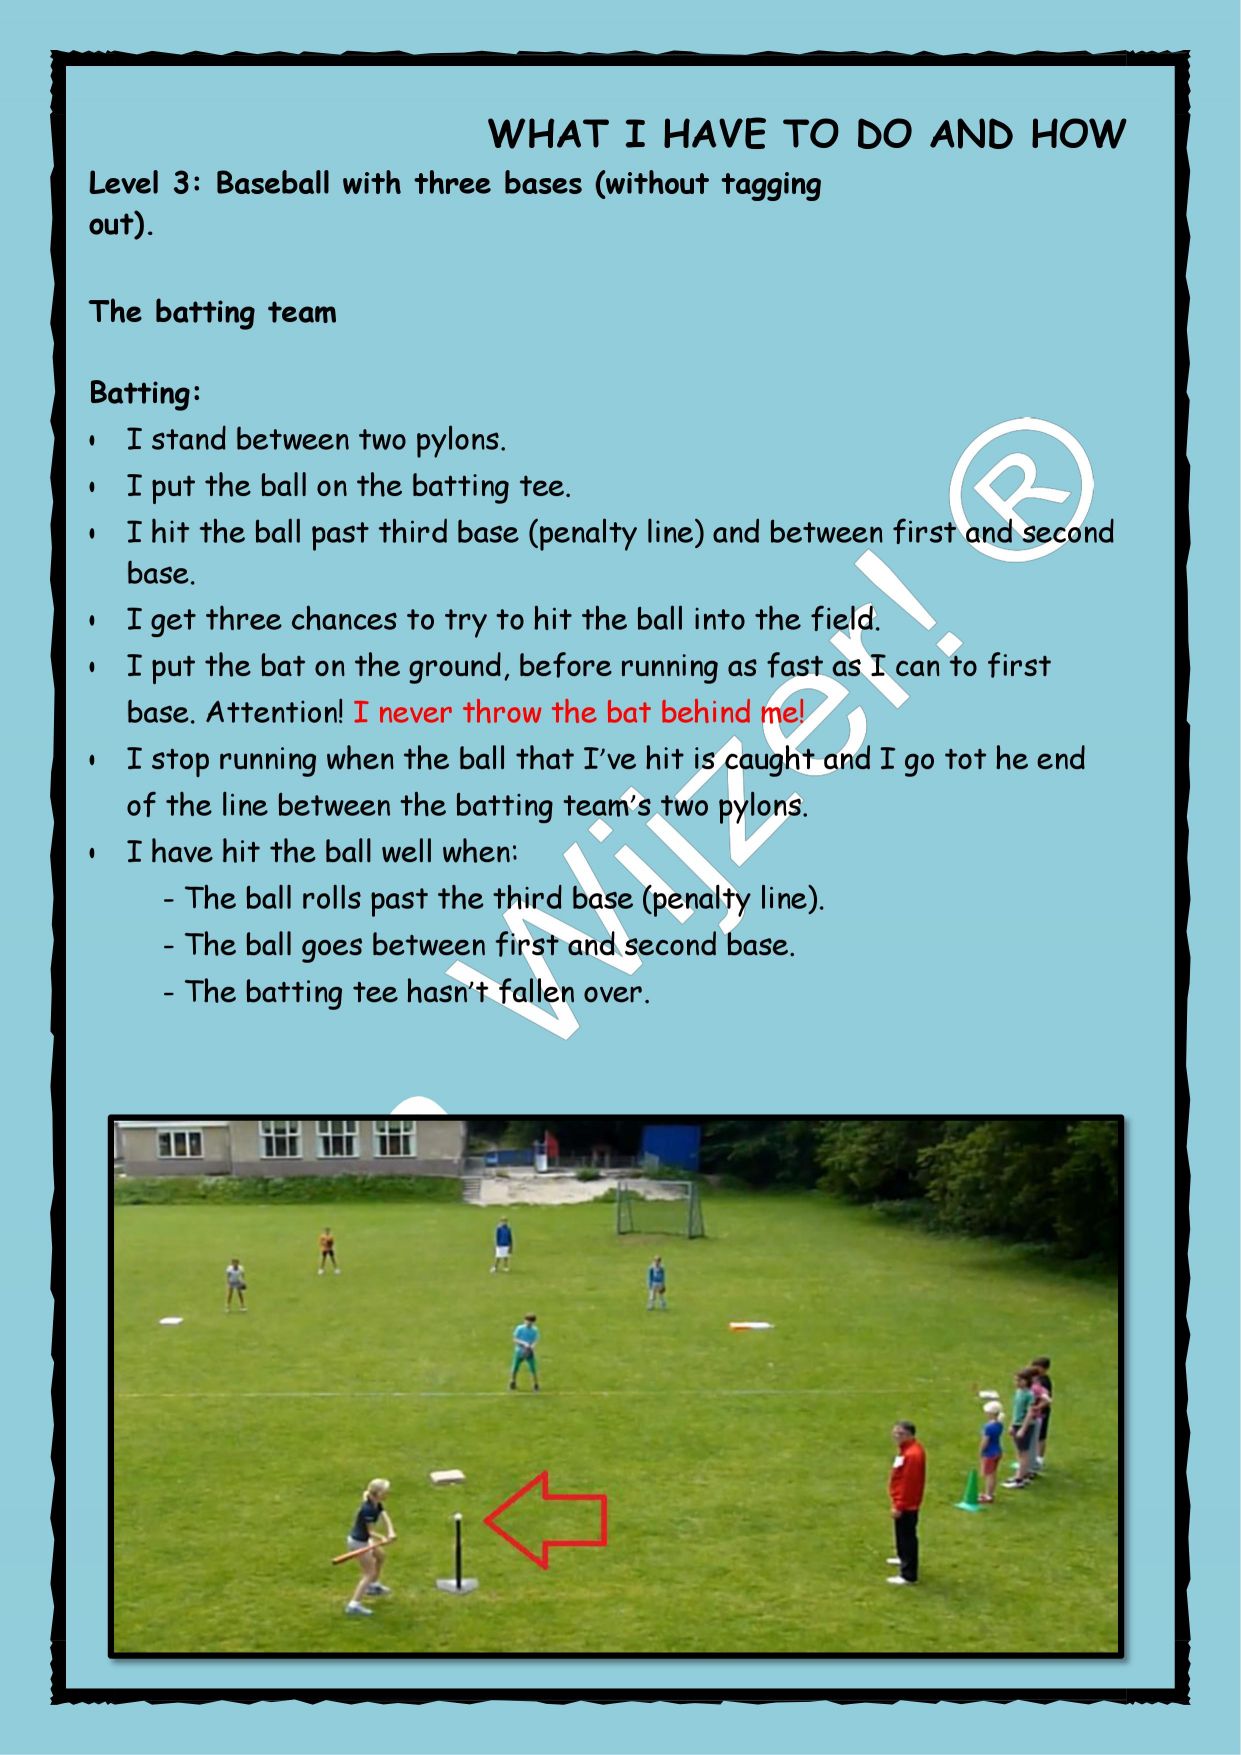 WHAT I HAVE TO DO AND HOW
Level 3: Baseball with three bases (without tagging
out).
The batting team
Batting:
• I stand between two pylons.
• I put the ball on the batting tee.
• I hit the ball past third base (penalty line) and between first and second
base.
• I get three chances to try to hit the ball into the field.
• I put the bat on the ground, before running as fast as I can to first
base. Attention! I never throw the bat behind me!
• I stop running when the ball that I’ve hit is caught and I go tot he end
of the line between the batting team’s two pylons.
• I have hit the ball well when:
- The ball rolls past the third base (penalty line).
- The ball goes between first and second base.
- The batting tee hasn’t fallen over.
Wijzer! ®